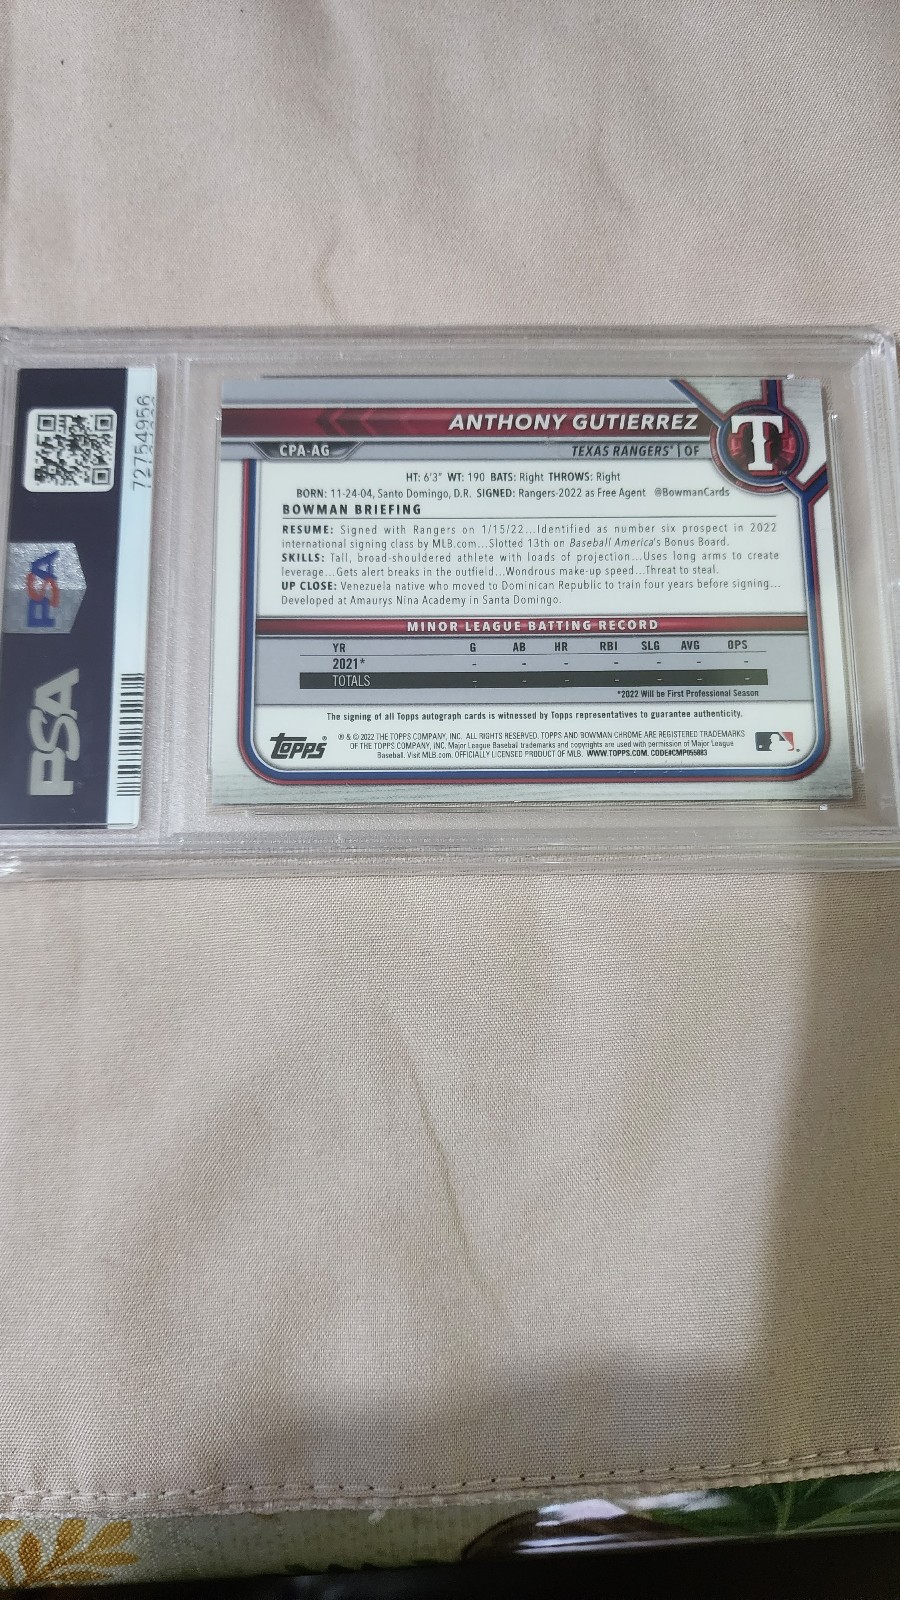 72754956
PSA
PSA
ANTHONY GUTIERREZ
T
CPA-AG
TEXAS RANGERS® | OF
HT: 6'3" WT: 190 BATS: Right THROWS: Right
BORN: 11-24-04, Santo Domingo, D.R. SIGNED: Rangers-2022 as Free Agent @BowmanCards
BOWMAN BRIEFING
RESUME: Signed with Rangers on 1/15/22...Identified as number six prospect in 2022
international signing class by MLB.com...Slotted 13th on Baseball America's Bonus Board.
SKILLS: Tall, broad-shouldered athlete with loads of projection...Uses long arms to create
leverage...Gets alert breaks in the outfield...Wondrous make-up speed...Threat to steal.
UP CLOSE: Venezuela native who moved to Dominican Republic to train four years before signing...
Developed at Amaurys Nina Academy in Santo Domingo.
MINOR LEAGUE BATTING RECORD
YR G AB HR RBI SLG AVG OPS
2021* - - - - - - -
TOTALS - - - - - - -
*2022 Will be First Professional Season
The signing of all Topps autograph cards is witnessed by Topps representatives to guarantee authenticity.
topps®
® & © 2022 THE TOPPS COMPANY, INC. ALL RIGHTS RESERVED. TOPPS AND BOWMAN CHROME ARE REGISTERED TRADEMARKS
OF THE TOPPS COMPANY, INC. Major League Baseball trademarks and copyrights are used with permission of Major League
Baseball. Visit MLB.com. OFFICIALLY LICENSED PRODUCT OF MLB. WWW.TOPPS.COM. CODE#CMP055883